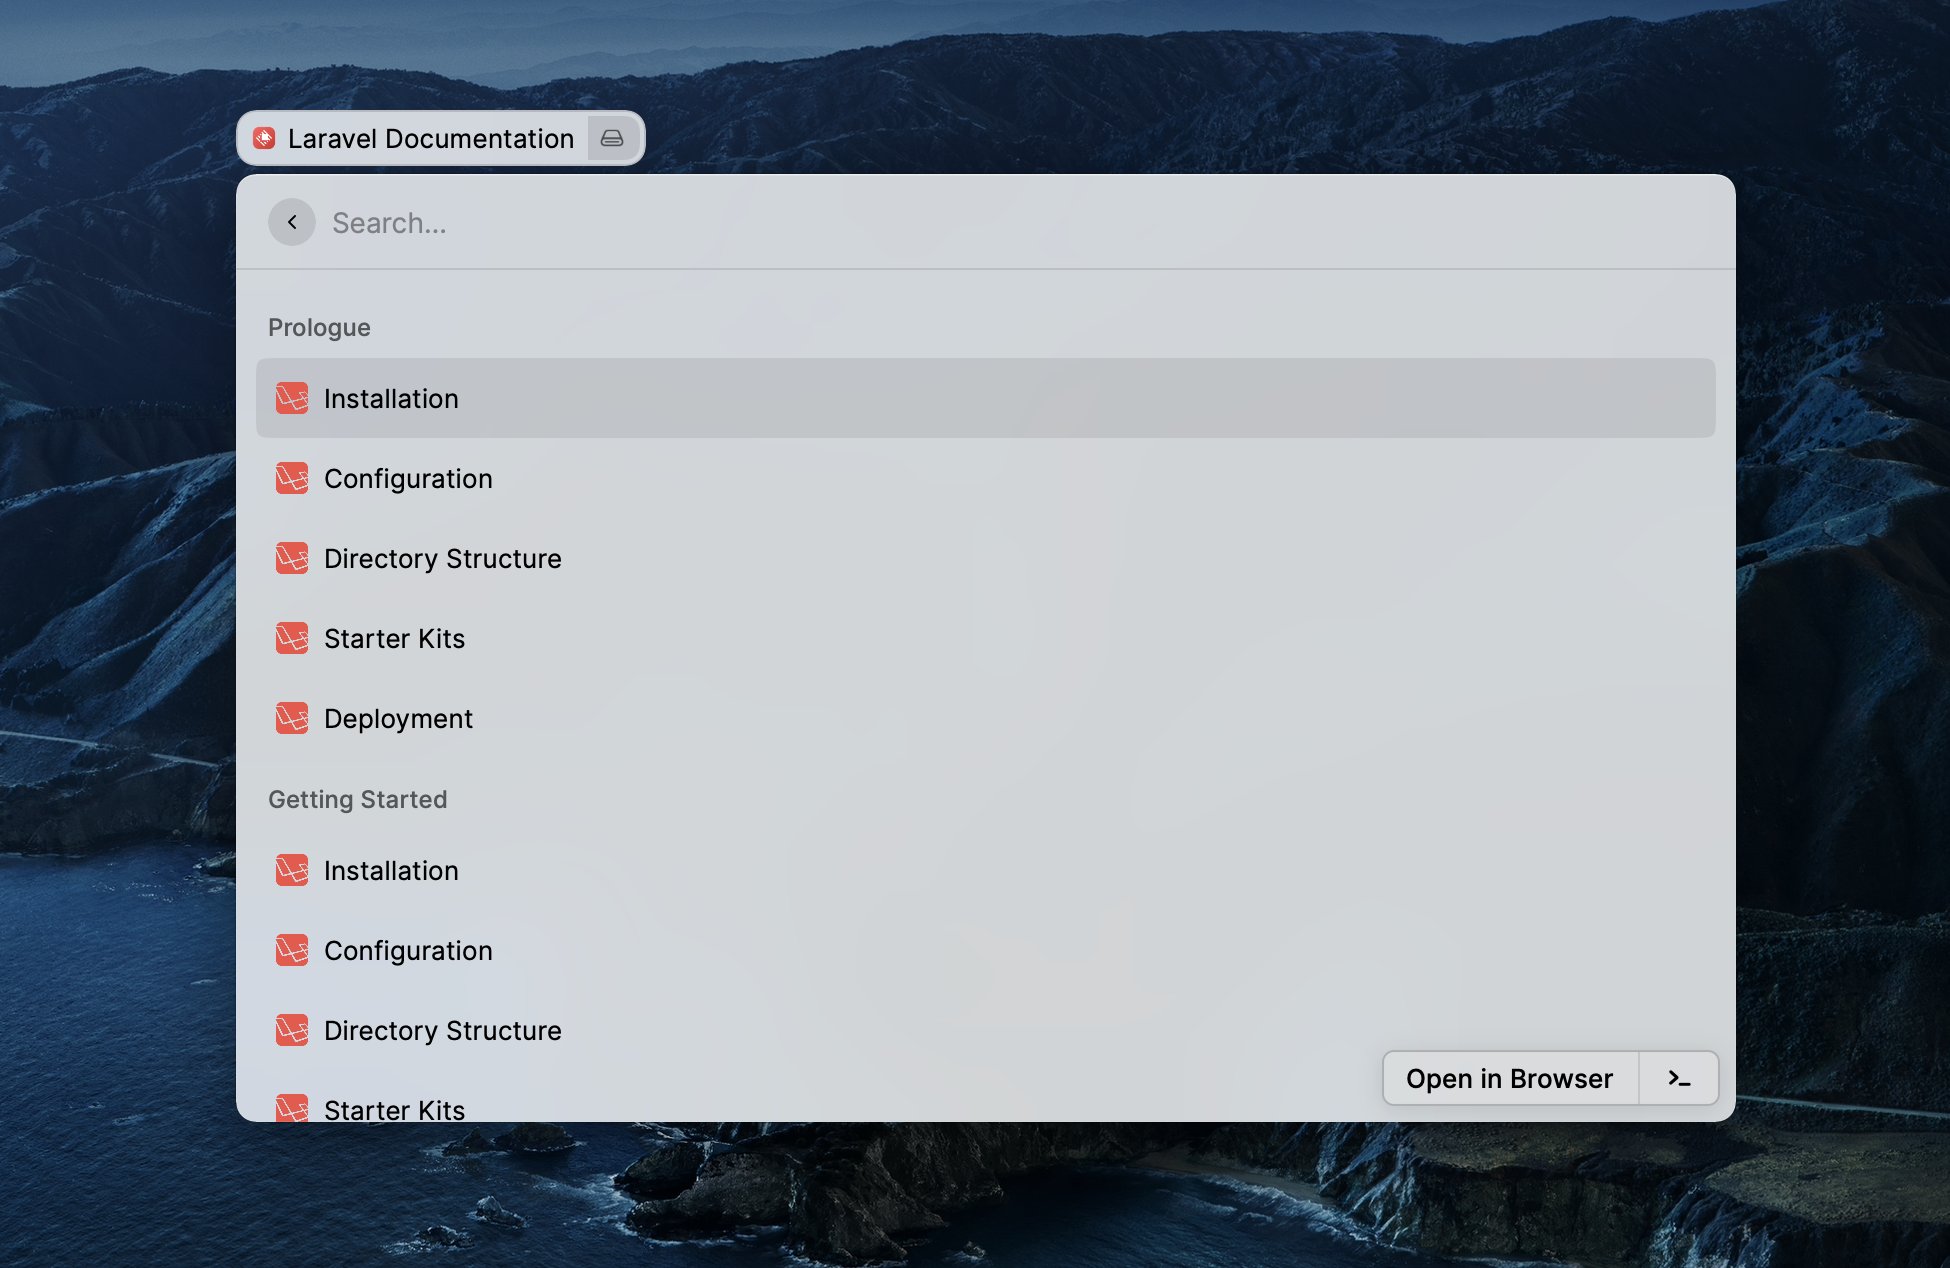 Laravel Documentation
Search...
Prologue
Installation
Configuration
Directory Structure
Starter Kits
Deployment
Getting Started
Installation
Configuration
Directory Structure
Starter Kits
Open in Browser